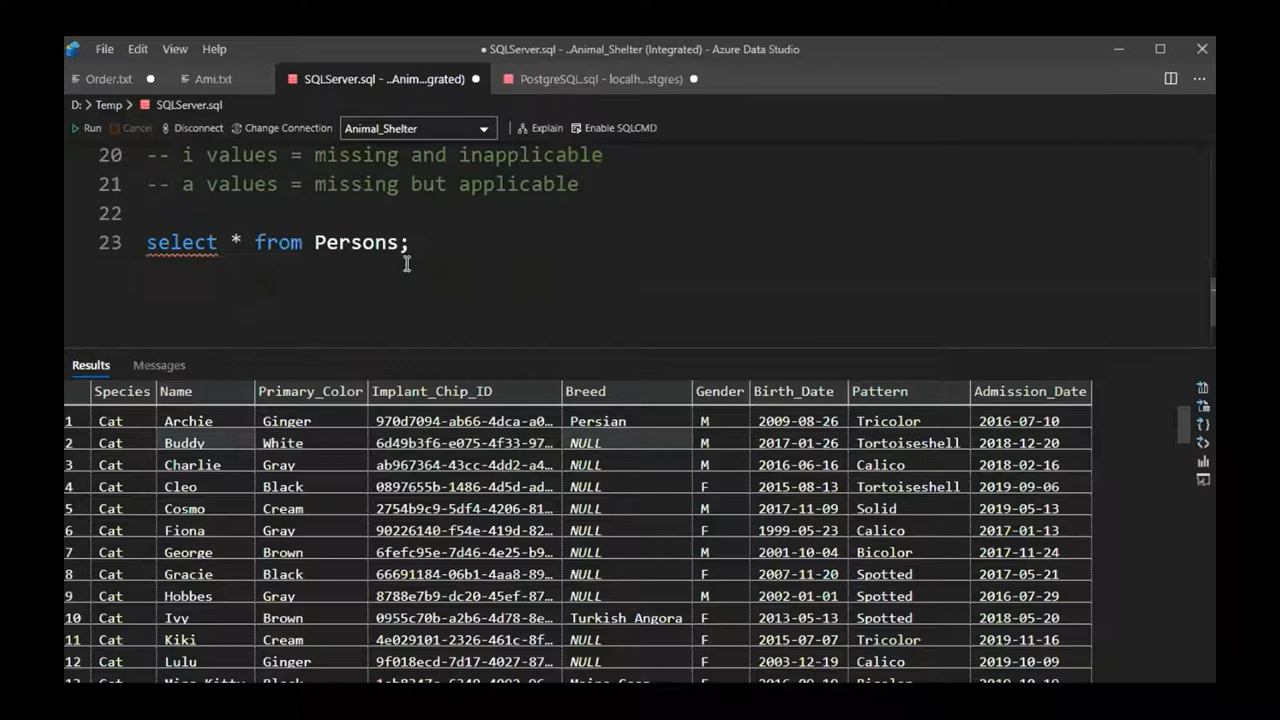 File Edit View Help ● SQLServer.sql - ..Animal_Shelter (Integrated) - Azure Data Studio
Order.txt ● Ami.txt SQLServer.sql - ..Anim...grated) ● PostgreSQL.sql - localh...stgres) ●
D: > Temp > SQLServer.sql
Run Cancel Disconnect Change Connection Animal_Shelter Explain Enable SQLCMD
20 -- i values = missing and inapplicable
21 -- a values = missing but applicable
22
23 select * from Persons;
Results Messages
Species Name Primary_Color Implant_Chip_ID Breed Gender Birth_Date Pattern Admission_Date
1 Cat Archie Ginger 970d7094-ab66-4dca-a0… Persian M 2009-08-26 Tricolor 2016-07-10
2 Cat Buddy White 6d49b3f6-e075-4f33-97… NULL M 2017-01-26 Tortoiseshell 2018-12-20
3 Cat Charlie Gray ab967364-43cc-4dd2-a4… NULL M 2016-06-16 Calico 2018-02-16
4 Cat Cleo Black 0897655b-1486-4d5d-ad… NULL F 2015-08-13 Tortoiseshell 2019-09-06
5 Cat Cosmo Cream 2754b9c9-5df4-4206-81… NULL M 2017-11-09 Solid 2019-05-13
6 Cat Fiona Gray 90226140-f54e-419d-82… NULL F 1999-05-23 Calico 2017-01-13
7 Cat George Brown 6fefc95e-7d46-4e25-b9… NULL M 2001-10-04 Bicolor 2017-11-24
8 Cat Gracie Black 66691184-06b1-4aa8-89… NULL F 2007-11-20 Spotted 2017-05-21
9 Cat Hobbes Gray 8788e7b9-dc20-45ef-87… NULL M 2002-01-01 Spotted 2016-07-29
10 Cat Ivy Brown 0955c70b-a2b6-4d78-8e… Turkish Angora F 2013-05-13 Spotted 2018-05-20
11 Cat Kiki Cream 4e029101-2326-461c-8f… NULL F 2015-07-07 Tricolor 2019-11-16
12 Cat Lulu Ginger 9f018ecd-7d17-4027-87… NULL F 2003-12-19 Calico 2019-10-09